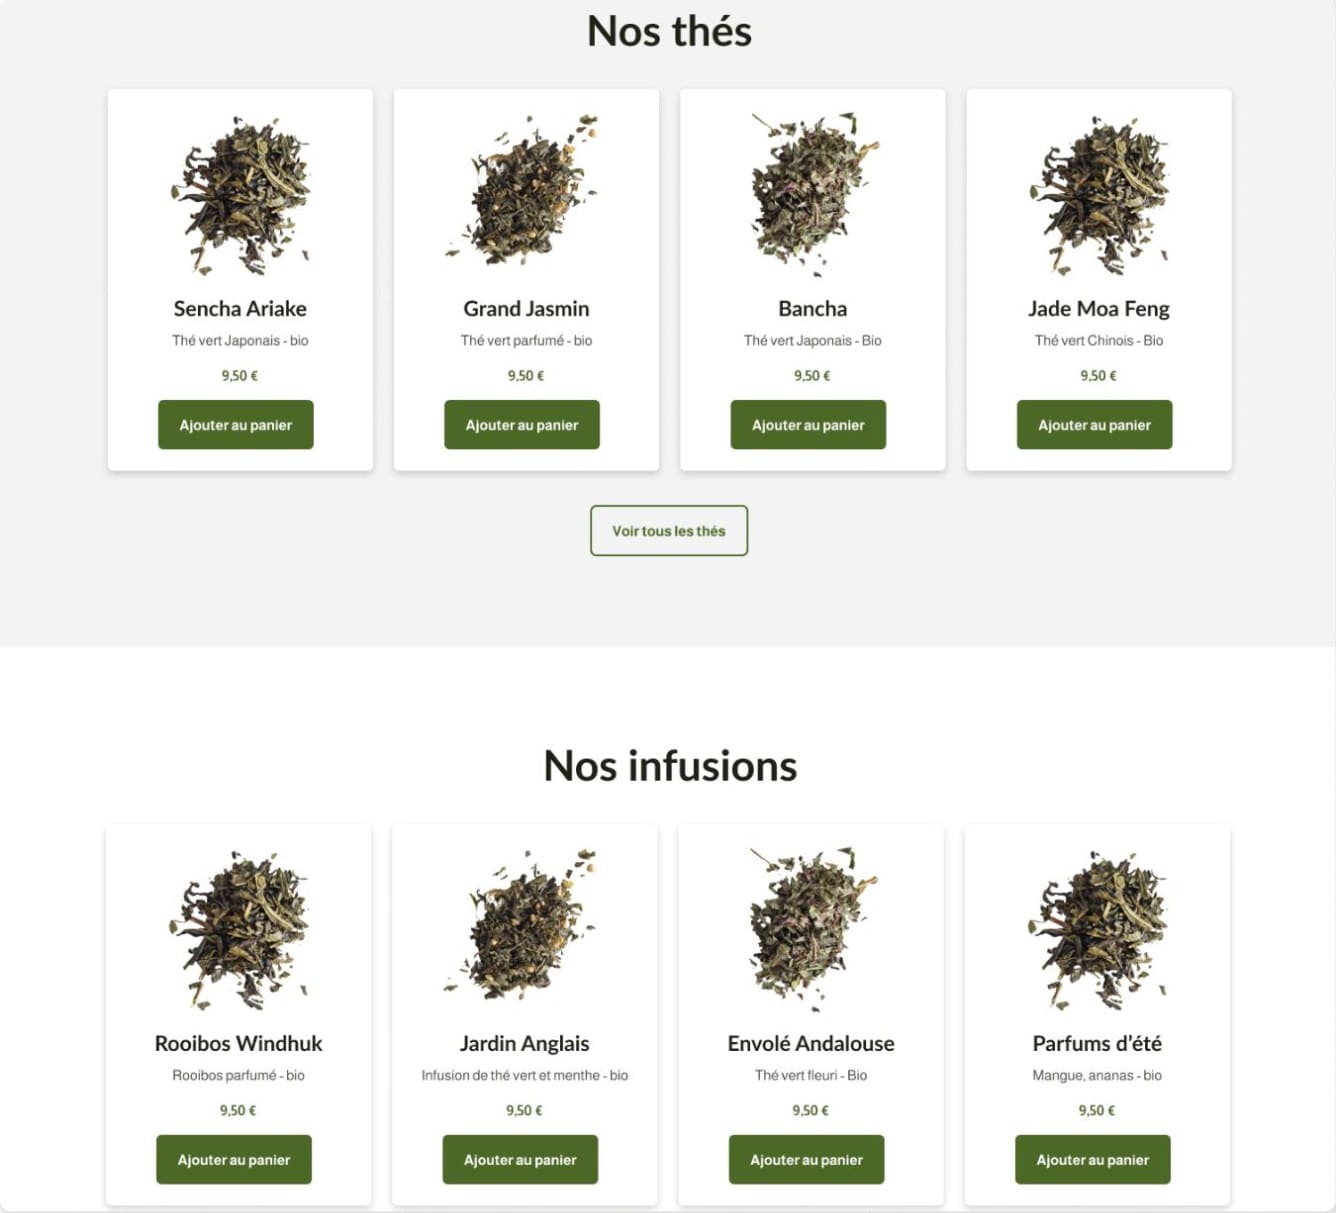 Nos thés
Sencha Ariake
Thé vert Japonais - bio
9,50 €
Ajouter au panier
Grand Jasmin
Thé vert parfumé - bio
9,50 €
Ajouter au panier
Bancha
Thé vert Japonais - Bio
9,50 €
Ajouter au panier
Jade Moa Feng
Thé vert Chinois - Bio
9,50 €
Ajouter au panier
Voir tous les thés
Nos infusions
Rooibos Windhuk
Rooibos parfumé - bio
9,50 €
Ajouter au panier
Jardin Anglais
Infusion de thé vert et menthe - bio
9,50 €
Ajouter au panier
Envolé Andalouse
Thé vert fleuri - Bio
9,50 €
Ajouter au panier
Parfums d’été
Mangue, ananas - bio
9,50 €
Ajouter au panier